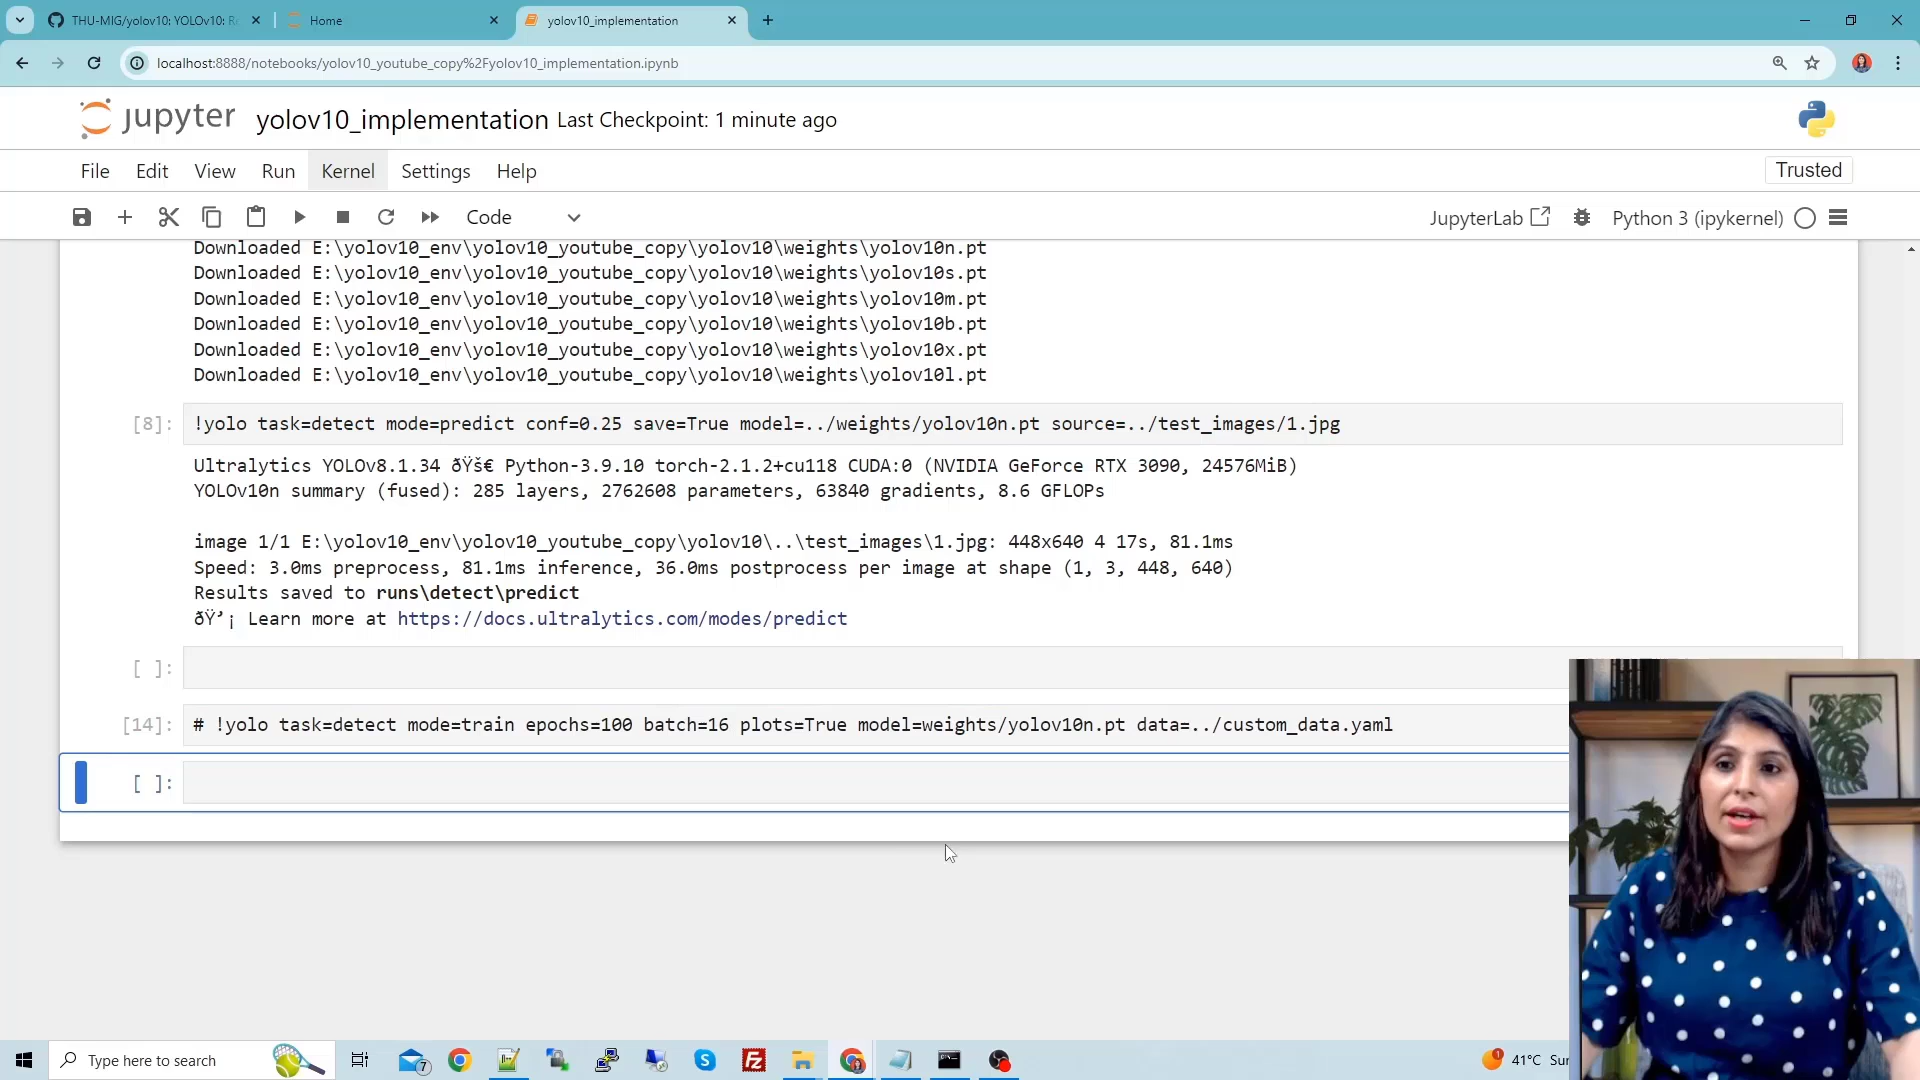 THU-MIG/yolov10: YOLOv10: R
Home
yolov10_implementation
localhost:8888/notebooks/yolov10_youtube_copy%2Fyolov10_implementation.ipynb
jupyter yolov10_implementation Last Checkpoint: 1 minute ago
File Edit View Run Kernel Settings Help
Trusted
Code
JupyterLab Python 3 (ipykernel)
Downloaded E:\yolov10_env\yolov10_youtube_copy\yolov10\weights\yolov10n.pt
Downloaded E:\yolov10_env\yolov10_youtube_copy\yolov10\weights\yolov10s.pt
Downloaded E:\yolov10_env\yolov10_youtube_copy\yolov10\weights\yolov10m.pt
Downloaded E:\yolov10_env\yolov10_youtube_copy\yolov10\weights\yolov10b.pt
Downloaded E:\yolov10_env\yolov10_youtube_copy\yolov10\weights\yolov10x.pt
Downloaded E:\yolov10_env\yolov10_youtube_copy\yolov10\weights\yolov10l.pt
[8]: !yolo task=detect mode=predict conf=0.25 save=True model=../weights/yolov10n.pt source=../test_images/1.jpg
Ultralytics YOLOv8.1.34 ðŸš€ Python-3.9.10 torch-2.1.2+cu118 CUDA:0 (NVIDIA GeForce RTX 3090, 24576MiB)
YOLOv10n summary (fused): 285 layers, 2762608 parameters, 63840 gradients, 8.6 GFLOPs
image 1/1 E:\yolov10_env\yolov10_youtube_copy\yolov10\..\test_images\1.jpg: 448x640 4 17s, 81.1ms
Speed: 3.0ms preprocess, 81.1ms inference, 36.0ms postprocess per image at shape (1, 3, 448, 640)
Results saved to runs\detect\predict
ðŸ’¡ Learn more at https://docs.ultralytics.com/modes/predict
[ ]:
[14]: # !yolo task=detect mode=train epochs=100 batch=16 plots=True model=weights/yolov10n.pt data=../custom_data.yaml
[ ]:
Type here to search
7
1
41°C Sun